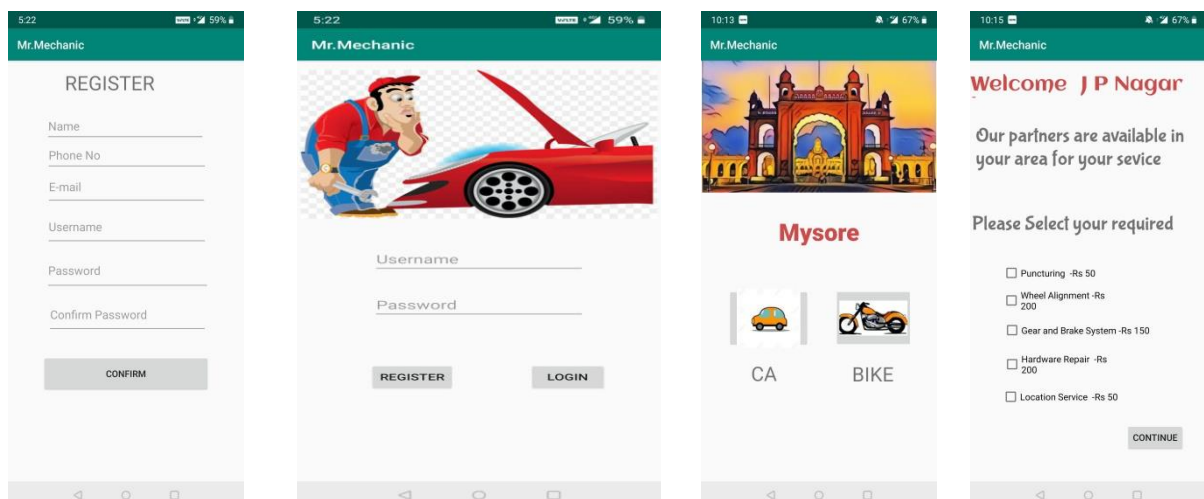 5:22
59%
Mr.Mechanic
REGISTER
Name
Phone No
E-mail
Username
Password
Confirm Password
CONFIRM
5:22
59%
Mr.Mechanic
Username
Password
REGISTER
LOGIN
10:13
67%
Mr.Mechanic
Mysore
CA
BIKE
10:15
67%
Mr.Mechanic
Welcome J P Nagar
Our partners are available in
your area for your sevice
Please Select your required
Puncturing -Rs 50
Wheel Alignment -Rs
200
Gear and Brake System -Rs 150
Hardware Repair -Rs
200
Location Service -Rs 50
CONTINUE